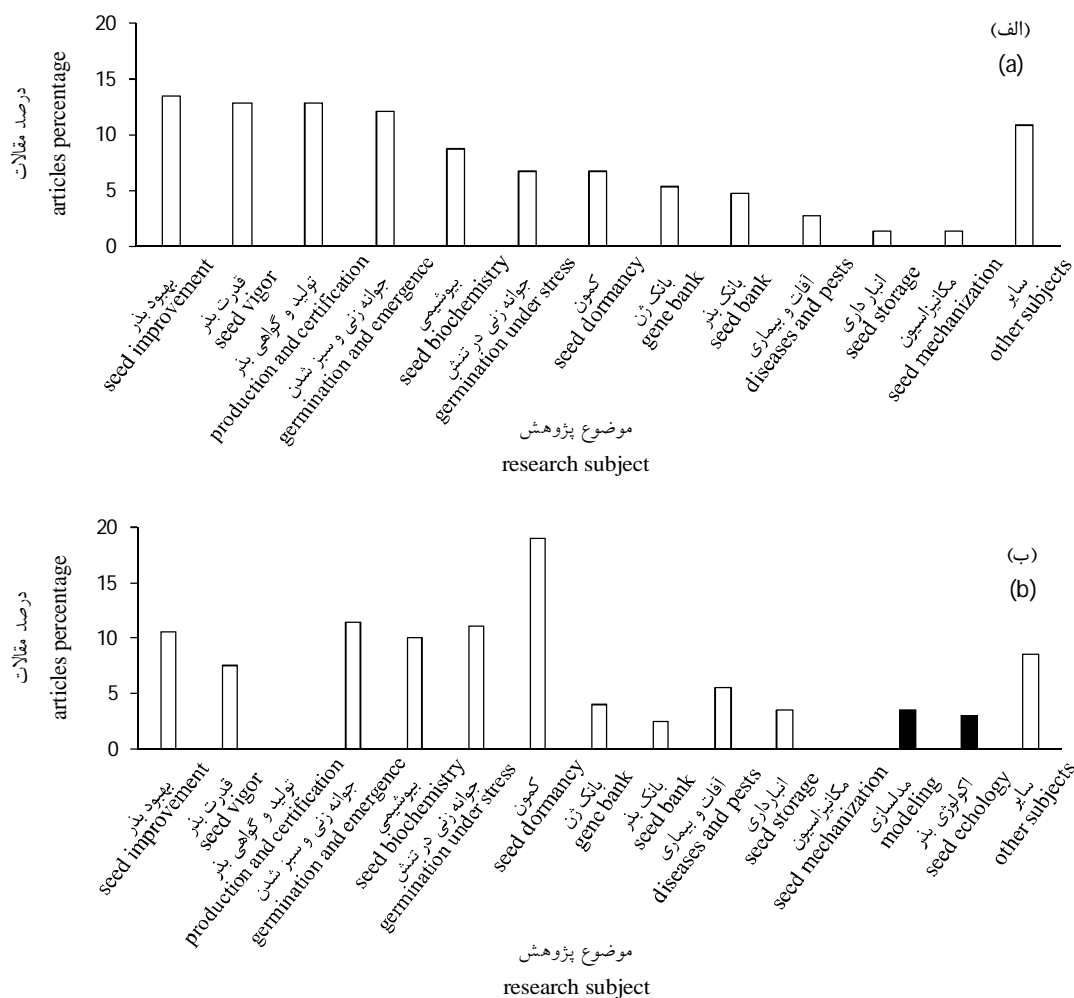 (الف)
(a)
درصد مقالات
articles percentage
20
15
10
5
0
بهبود بذر
seed improvement
قدرت بذر
seed vigor
تولید و گواهی بذر
production and certification
جوانه زنی و سبز شدن
germination and emergence
بیوشیمی
seed biochemistry
جوانه زنی در تنش
germination under stress
کمون
seed dormancy
بانک ژن
gene bank
بانک بذر
seed bank
آفات و بیماری
diseases and pests
انبارداری
seed storage
مکانیزاسیون
seed mechanization
سایر
other subjects
موضوع پژوهش
research subject
(ب)
(b)
درصد مقالات
articles percentage
20
15
10
5
0
بهبود بذر
seed improvement
قدرت بذر
seed vigor
تولید و گواهی بذر
production and certification
جوانه زنی و سبز شدن
germination and emergence
بیوشیمی
seed biochemistry
جوانه زنی در تنش
germination under stress
کمون
seed dormancy
بانک ژن
gene bank
بانک بذر
seed bank
آفات و بیماری
diseases and pests
انبارداری
seed storage
مکانیزاسیون
seed mechanization
مدلسازی
modeling
اکولوژی بذر
seed echology
سایر
other subjects
موضوع پژوهش
research subject